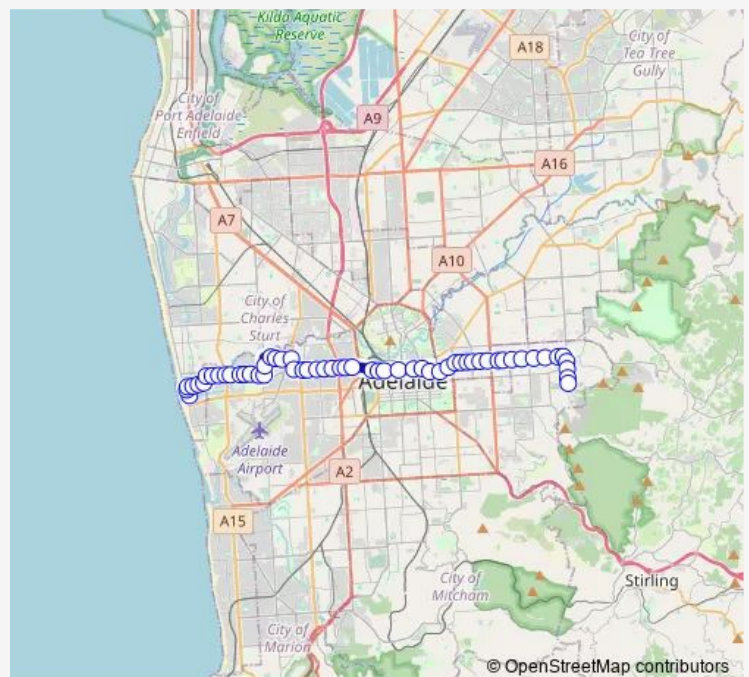 Kilda Aquatic
Reserve
A18
City of
Tea Tree
Gully
City of
Port Adelaide
Enfield
A9
A16
A7
A10
City of
Charles
Sturt
Adelaide
Adelaide
Airport
A2
A15
City of
Mitcham
Stirling
City of
Marion
© OpenStreetMap contributors